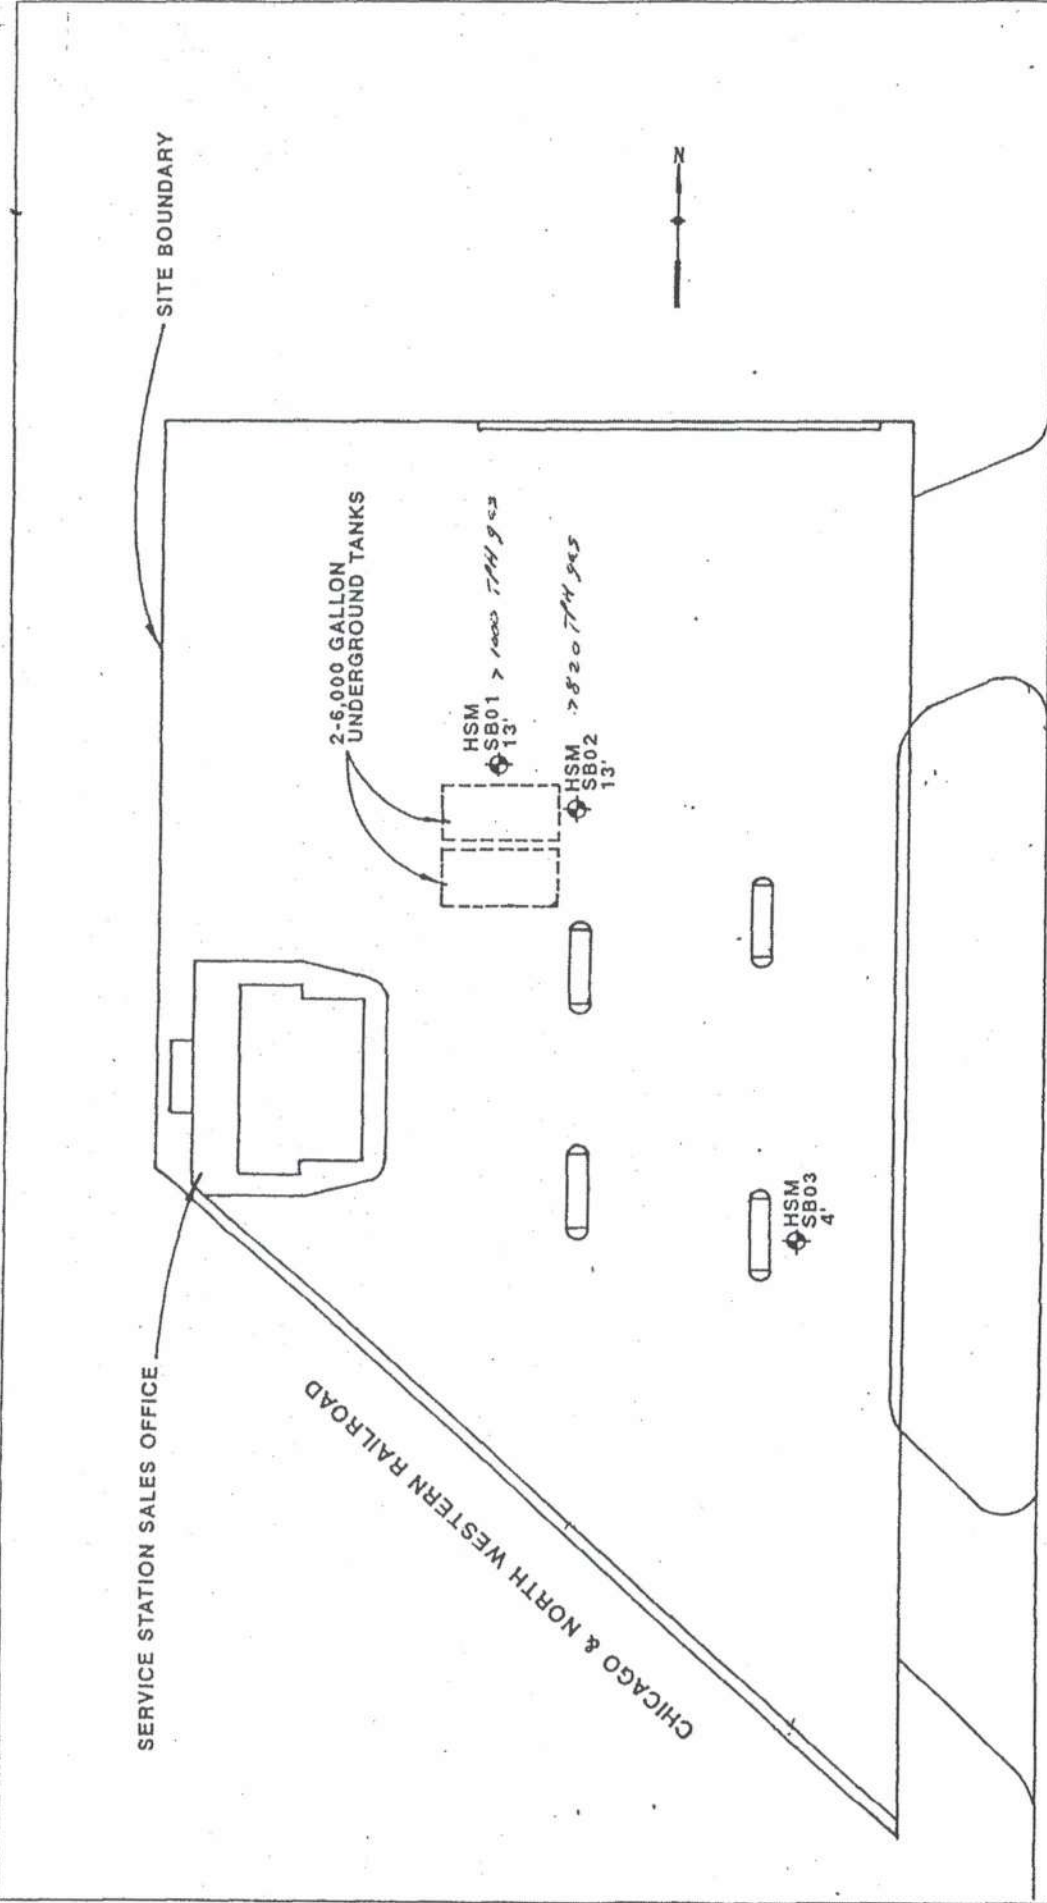 SITE BOUNDARY
2-6,000 GALLON
UNDERGROUND TANKS
HSM
SB01 > 1000 TPH gas
13'
HSM >820 TPH gas
SB02
13'
N
SERVICE STATION SALES OFFICE
CHICAGO & NORTH WESTERN RAILROAD
HSM
SB03
4'